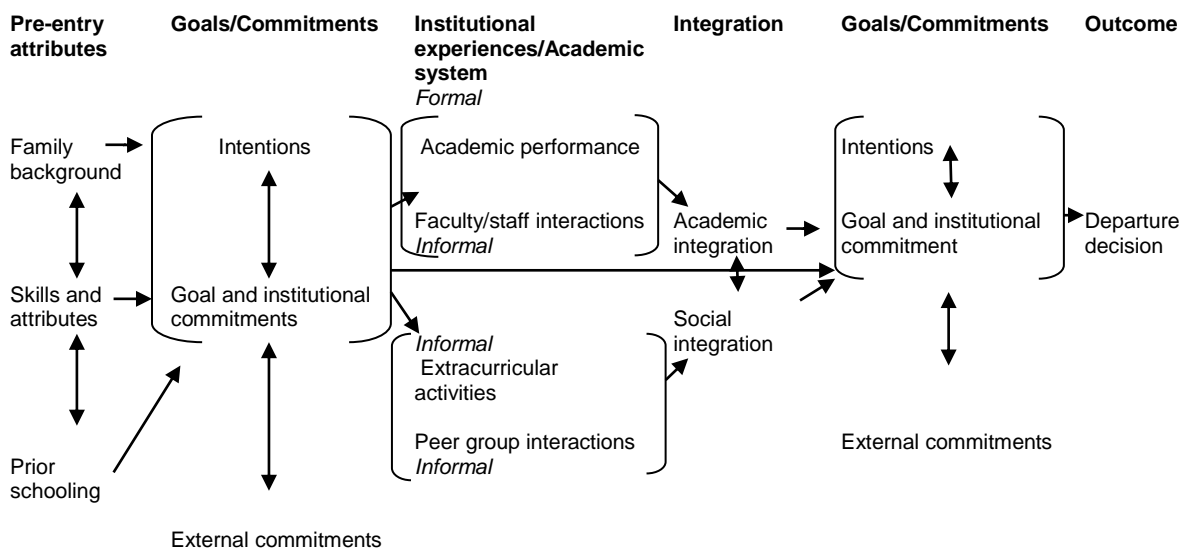 Pre-entry
attributes
Goals/Commitments
Institutional
experiences/Academic
system
Formal
Integration
Goals/Commitments
Outcome
Family
background
Skills and
attributes
Prior
schooling
Intentions
Goal and institutional
commitments
External commitments
Academic performance
Faculty/staff interactions
Informal
Informal
Extracurricular
activities
Peer group interactions
Informal
Academic
integration
Social
integration
Intentions
Goal and institutional
commitment
External commitments
Departure
decision